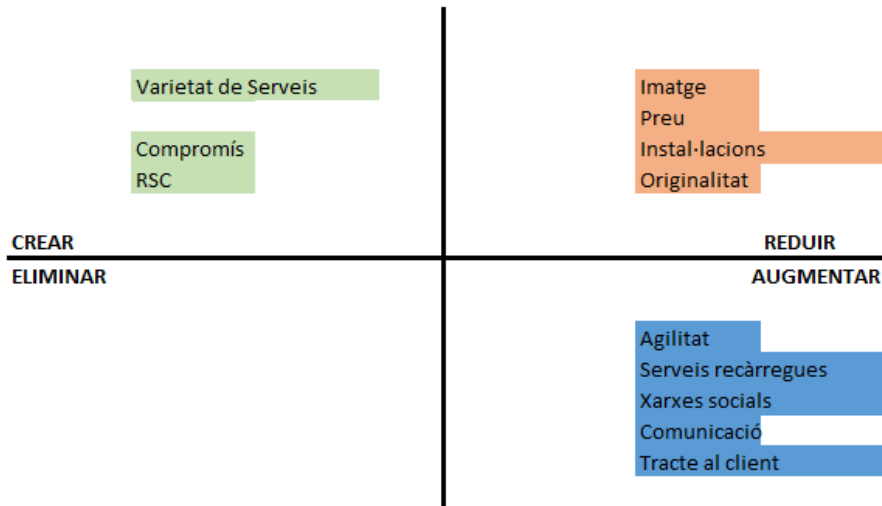 Varietat de Serveis
Compromís
RSC
CREAR
Imatge
Preu
Instal·lacions
Originalitat
REDUIR
ELIMINAR
AUGMENTAR
Agilitat
Serveis recàrregues
Xarxes socials
Comunicació
Tracte al client